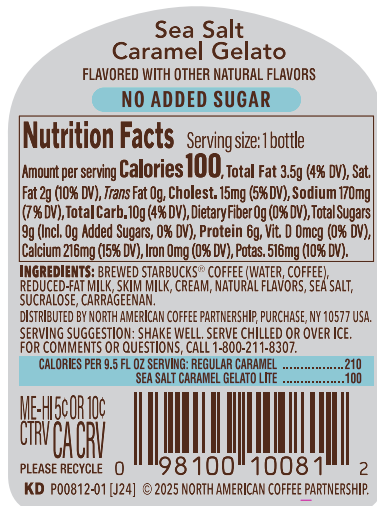 Sea Salt
Caramel Gelato
FLAVORED WITH OTHER NATURAL FLAVORS
NO ADDED SUGAR
Nutrition Facts Serving size: 1 bottle
Amount per serving Calories 100, Total Fat 3.5g (4% DV), Sat.
Fat 2g (10% DV), Trans Fat 0g, Cholest. 15mg (5% DV), Sodium 170mg
(7% DV), Total Carb. 10g (4% DV), Dietary Fiber 0g (0% DV), Total Sugars
9g (Incl. 0g Added Sugars, 0% DV), Protein 6g, Vit. D 0mcg (0% DV),
Calcium 216mg (15% DV), Iron 0mg (0% DV), Potas. 516mg (10% DV).
INGREDIENTS: BREWED STARBUCKS® COFFEE (WATER, COFFEE),
REDUCED-FAT MILK, SKIM MILK, CREAM, NATURAL FLAVORS, SEA SALT,
SUCRALOSE, CARRAGEENAN.
DISTRIBUTED BY NORTH AMERICAN COFFEE PARTNERSHIP, PURCHASE, NY 10577 USA.
SERVING SUGGESTION: SHAKE WELL. SERVE CHILLED OR OVER ICE.
FOR COMMENTS OR QUESTIONS, CALL 1-800-211-8307.
CALORIES PER 9.5 FL OZ SERVING: REGULAR CARAMEL ................. 210
SEA SALT CARAMEL GELATO LITE ................. 100
ME-HI 5¢ OR 10¢
CTRV CA CRV
PLEASE RECYCLE 0 98100 10081 2
KD P00812-01 [J24] © 2025 NORTH AMERICAN COFFEE PARTNERSHIP.